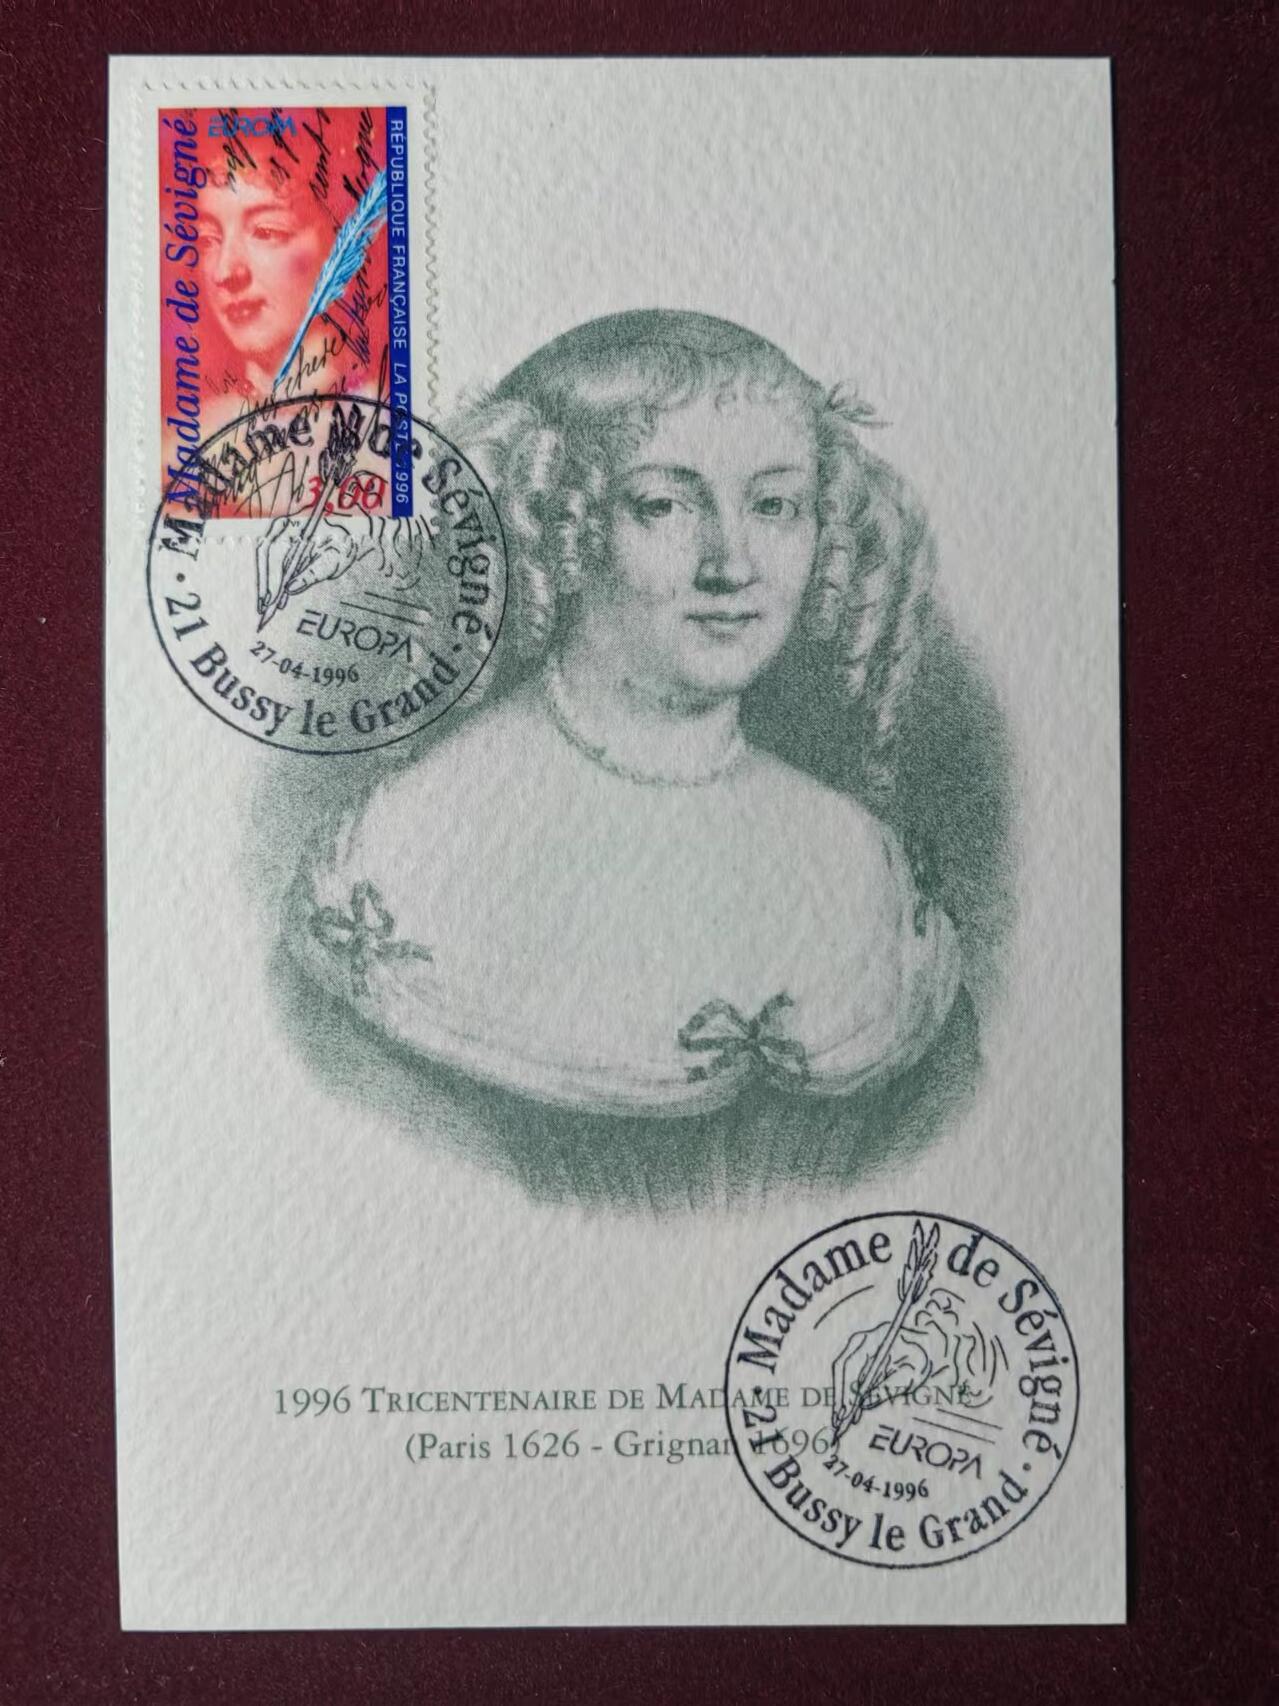 EUROPA
Madame de Sévigné
RÉPUBLIQUE FRANÇAISE LA POSTE 1996
3,00
Madame de Sévigné
EUROPA
27-04-1996
21 Bussy le Grand
1996 TRICENTENAIRE DE MADAME DE SÉVIGNÉ
(Paris 1626 - Grignan 1696)
Madame de Sévigné
EUROPA
27-04-1996
21 Bussy le Grand